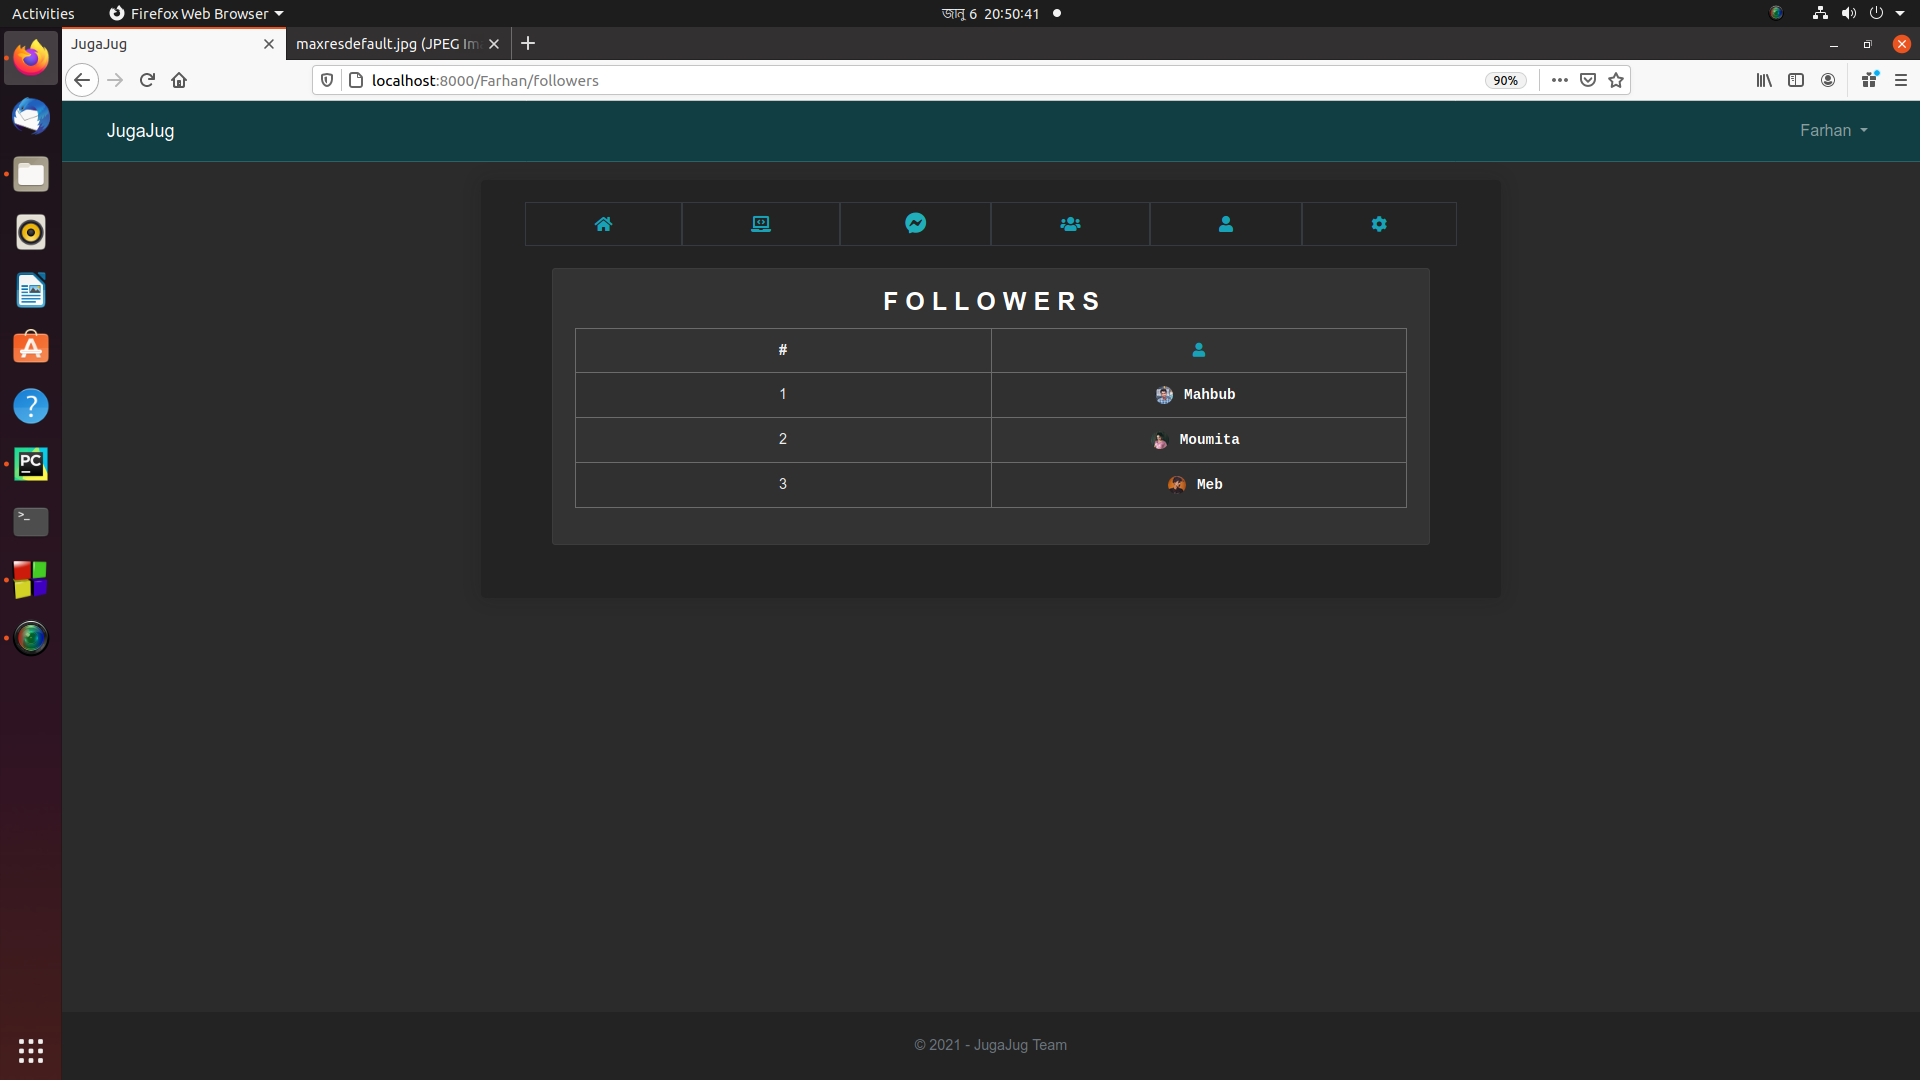 Activities
Firefox Web Browser
জানু 6 20:50:41
JugaJug
maxresdefault.jpg (JPEG Im
localhost:8000/Farhan/followers
90%
JugaJug
Farhan
FOLLOWERS
#
1 Mahbub
2 Moumita
3 Meb
© 2021 - JugaJug Team
PC
>_